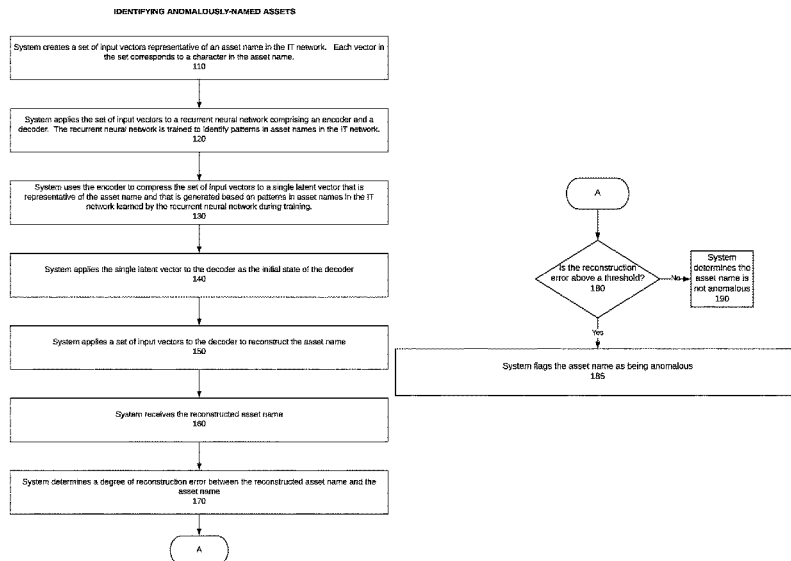 IDENTIFYING ANOMALOUSLY-NAMED ASSETS
System creates a set of input vectors representative of an asset name in the IT network. Each vector in
the set corresponds to a character in the asset name.
110
System applies the set of input vectors to a recurrent neural network comprising an encoder and a
decoder. The recurrent neural network is trained to identify patterns in asset names in the IT network.
120
System uses the encoder to compress the set of input vectors to a single latent vector that is
representative of the asset name and that is generated based on patterns in asset names in the IT
network learned by the recurrent neural network during training.
130
System applies the single latent vector to the decoder as the initial state of the decoder
140
System applies a set of input vectors to the decoder to reconstruct the asset name
150
System receives the reconstructed asset name
160
System determines a degree of reconstruction error between the reconstructed asset name and the
asset name
170
A
A
Is the reconstruction
error above a threshold?
180
No
System
determines the
asset name is
not anomalous
190
Yes
System flags the asset name as being anomalous
185